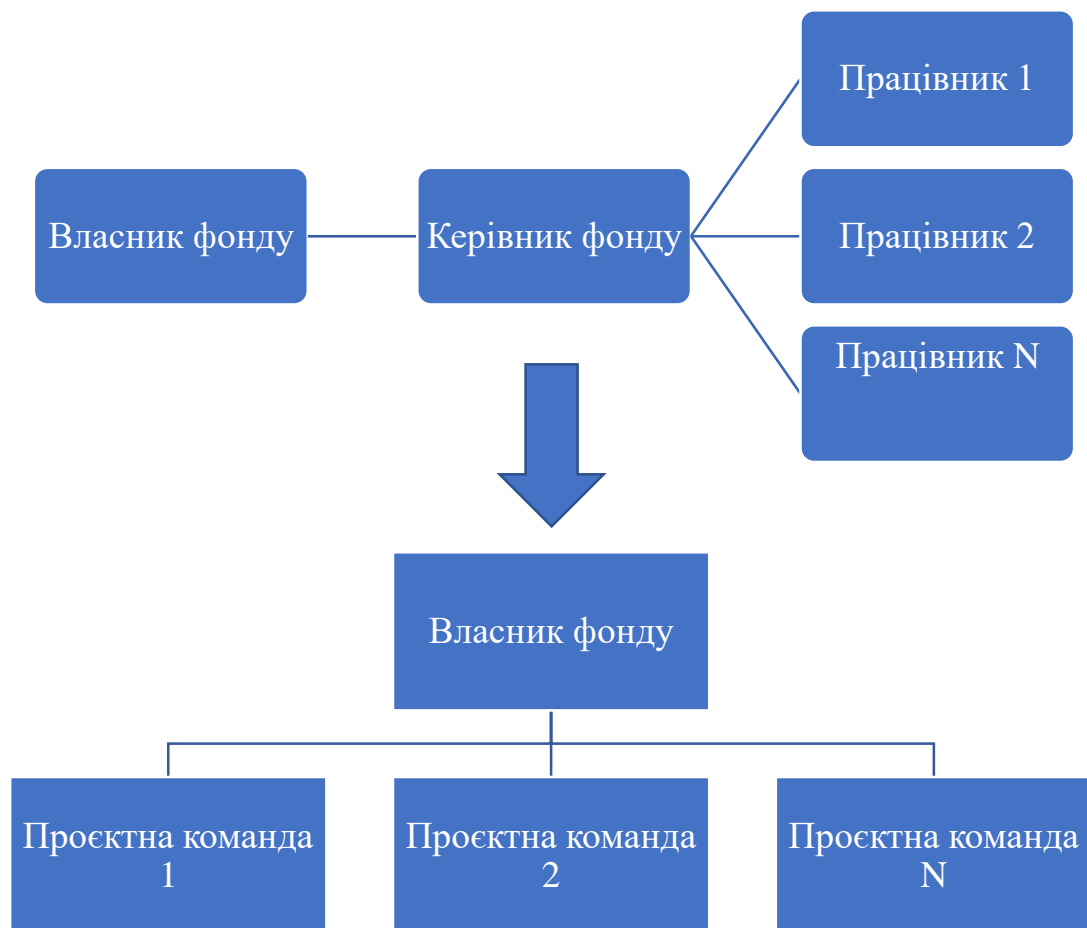 Працівник 1
Власник фонду
Керівник фонду
Працівник 2
Працівник N
Власник фонду
Проєктна команда
1
Проєктна команда
2
Проєктна команда
N